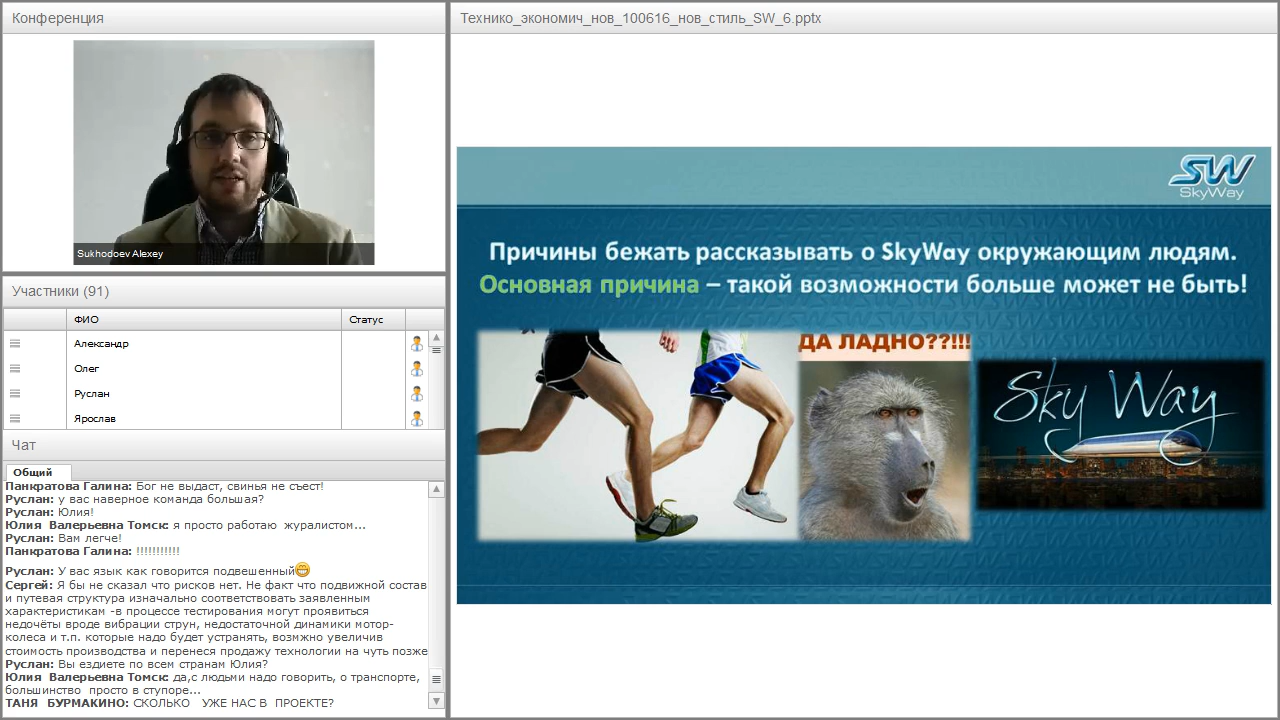 Конференция
Sukhodoev Alexey
Участники (91)
ФИО
Статус
Александр
Олег
Руслан
Ярослав
Чат
Общий
Панкратова Галина: Бог не выдаст, свинья не съест!
Руслан: у вас наверное команда большая?
Руслан: Юлия!
Юлия Валерьевна Томск: я просто работаю журалистом...
Руслан: Вам легче!
Панкратова Галина: !!!!!!!!!!!
Руслан: У вас язык как говорится подвешенный
Сергей: Я бы не сказал что рисков нет. Не факт что подвижной состав
и путевая структура изначально соответствовать заявленным
характеристикам -в процессе тестирования могут проявиться
недочёты вроде вибрации струн, недостаточной динамики мотор-
колеса и т.п. которые надо будет устранять, возмжно увеличив
стоимость производства и перенеся продажу технологии на чуть позже
Руслан: Вы ездиете по всем странам Юлия?
Юлия Валерьевна Томск: да,с людьми надо говорить, о транспорте,
большинство просто в ступоре...
ТАНЯ БУРМАКИНО: СКОЛЬКО УЖЕ НАС В ПРОЕКТЕ?
Технико_экономич_нов_100616_нов_стиль_SW_6.pptx
SW
SkyWay
Причины бежать рассказывать о SkyWay окружающим людям.
Основная причина – такой возможности больше может не быть!
ДА ЛАДНО??!!!
Sky Way